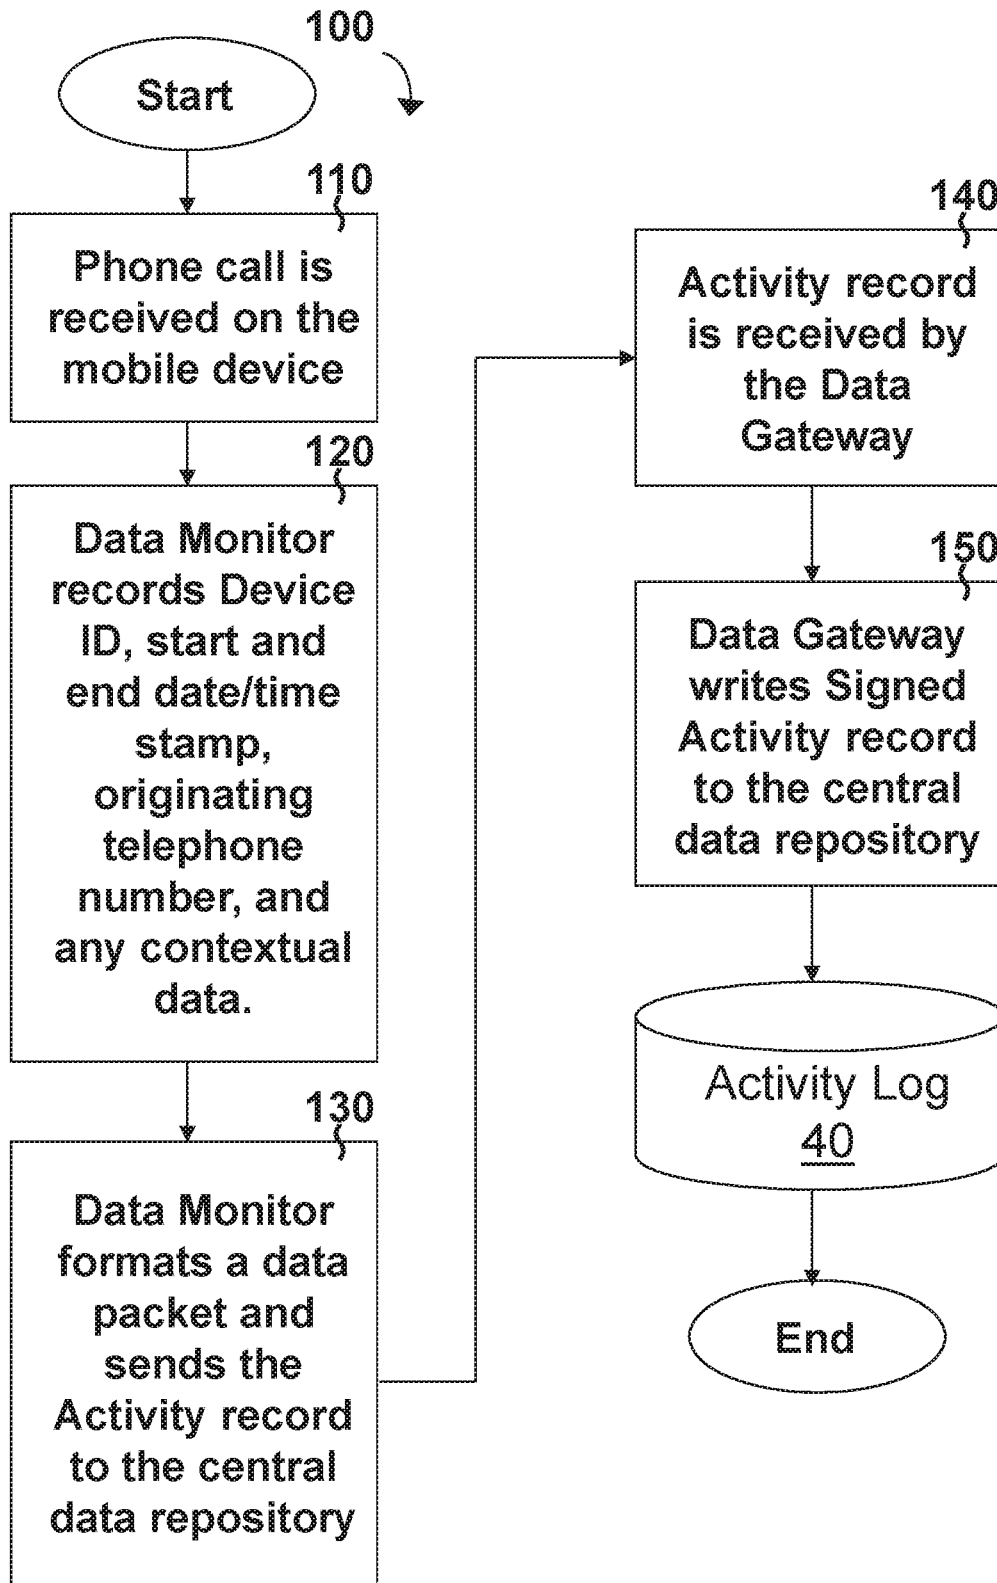 100
Start
110
Phone call is
received on the
mobile device
120
Data Monitor
records Device
ID, start and
end date/time
stamp,
originating
telephone
number, and
any contextual
data.
130
Data Monitor
formats a data
packet and
sends the
Activity record
to the central
data repository
140
Activity record
is received by
the Data
Gateway
150
Data Gateway
writes Signed
Activity record
to the central
data repository
Activity Log
40
End